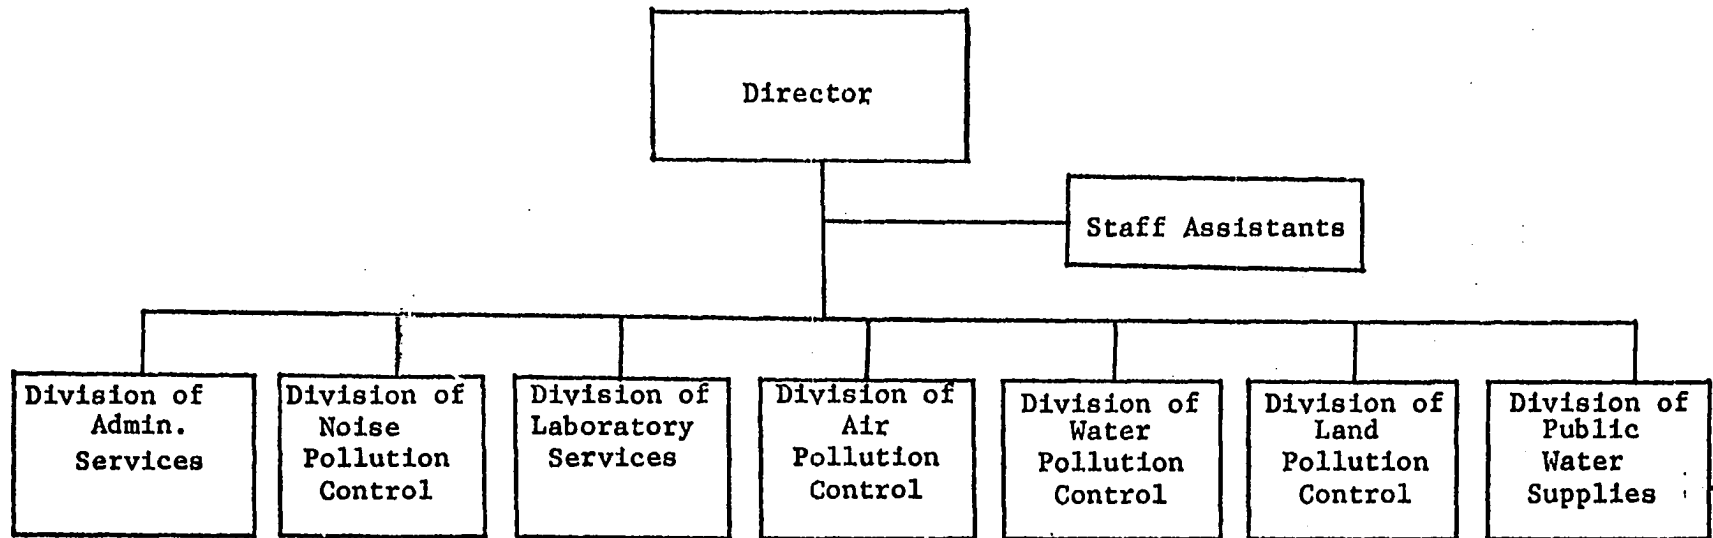 Director
Staff Assistants
Division of
Admin.
Services
Division of
Noise
Pollution
Control
Division of
Laboratory
Services
Division of
Air
Pollution
Control
Division of
Water
Pollution
Control
Division of
Land
Pollution
Control
Division of
Public
Water
Supplies